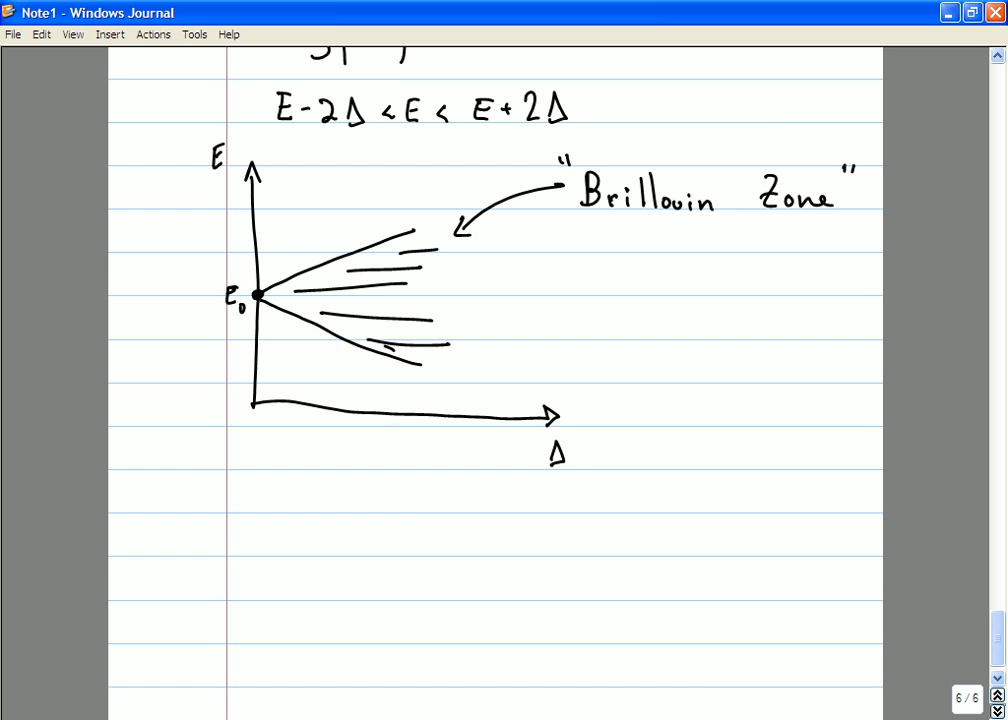 Note1 - Windows Journal
File Edit View Insert Actions Tools Help
E - 2Δ < E < E + 2Δ
E
"Brillouin Zone"
E₀
Δ
6/6